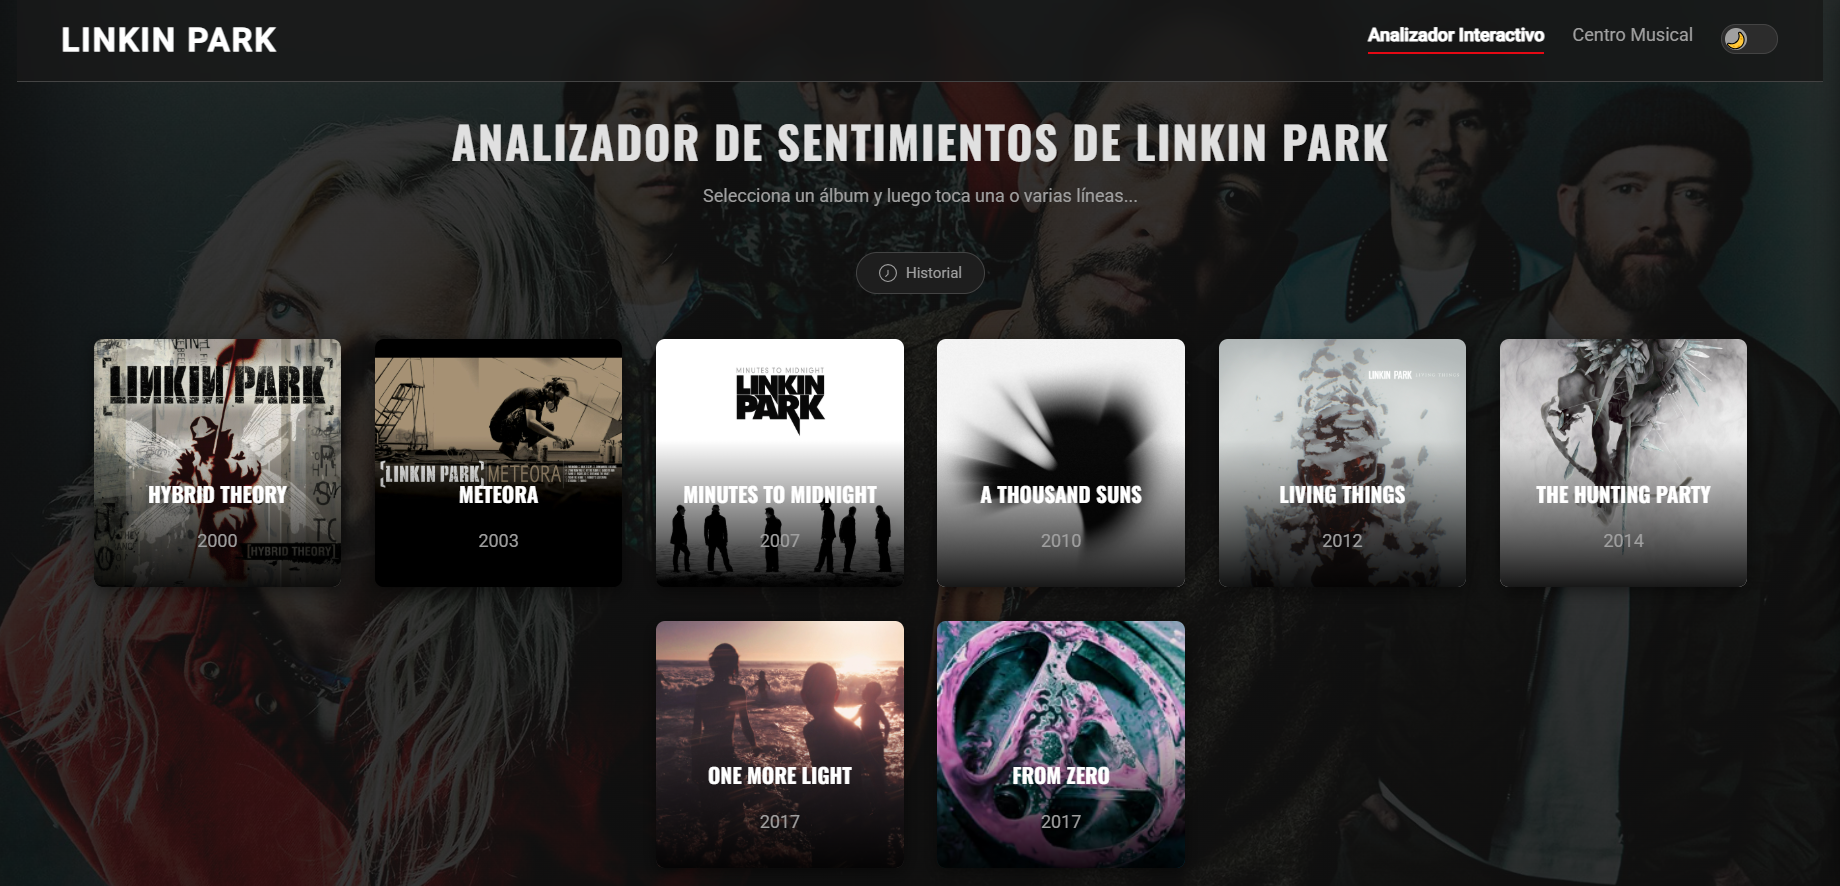 LINKIN PARK
Analizador Interactivo
Centro Musical
ANALIZADOR DE SENTIMIENTOS DE LINKIN PARK
Selecciona un álbum y luego toca una o varias líneas...
Historial
LINKIN PARK
HYBRID THEORY
2000
[HYBRID THEORY]
[LINKIN PARK] METEORA
METEORA
2003
MINUTES TO MIDNIGHT
LINKIN
PARK
MINUTES TO MIDNIGHT
2007
A THOUSAND SUNS
2010
LINKIN PARK LIVING THINGS
LIVING THINGS
2012
THE HUNTING PARTY
2014
ONE MORE LIGHT
2017
FROM ZERO
2017